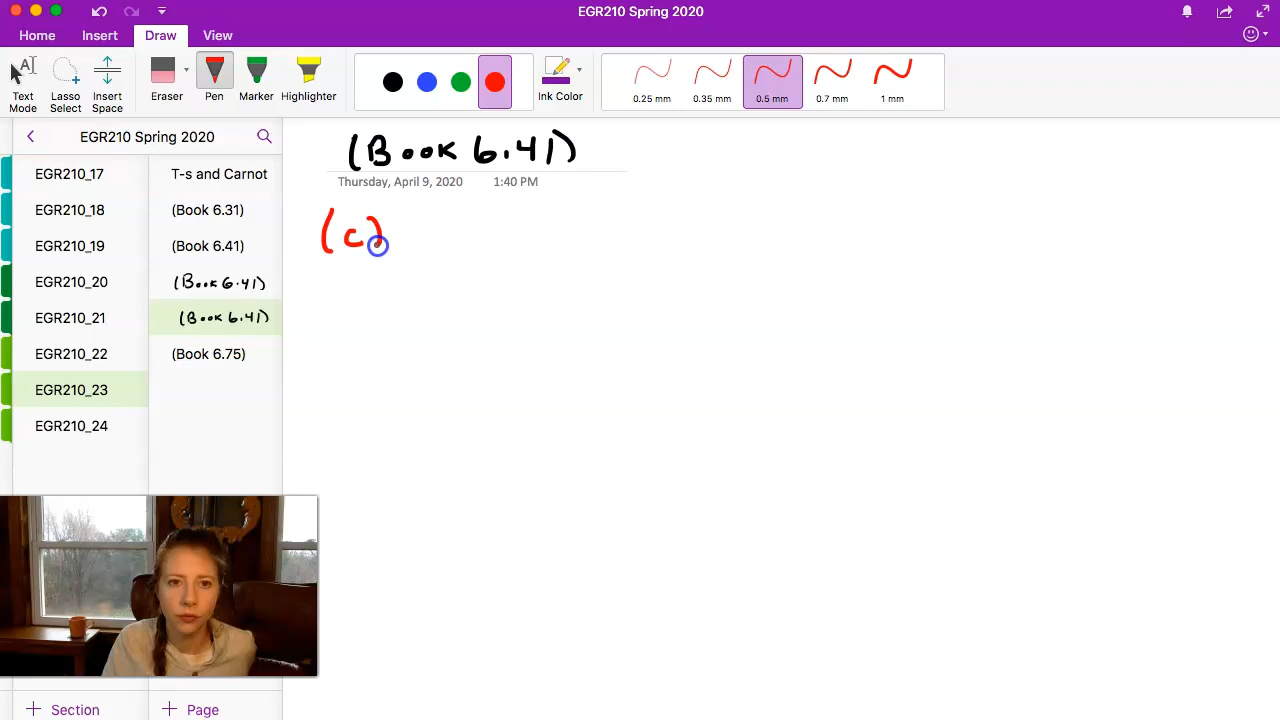 EGR210 Spring 2020
Home Insert Draw View
Text Mode
Lasso Select
Insert Space
Eraser
Pen
Marker
Highlighter
Ink Color
0.25 mm
0.35 mm
0.5 mm
0.7 mm
1 mm
EGR210 Spring 2020
EGR210_17
EGR210_18
EGR210_19
EGR210_20
EGR210_21
EGR210_22
EGR210_23
EGR210_24
T-s and Carnot
(Book 6.31)
(Book 6.41)
(Book 6.41)
(Book 6.41)
(Book 6.75)
+ Section
+ Page
(Book 6.41)
Thursday, April 9, 2020 1:40 PM
(c)